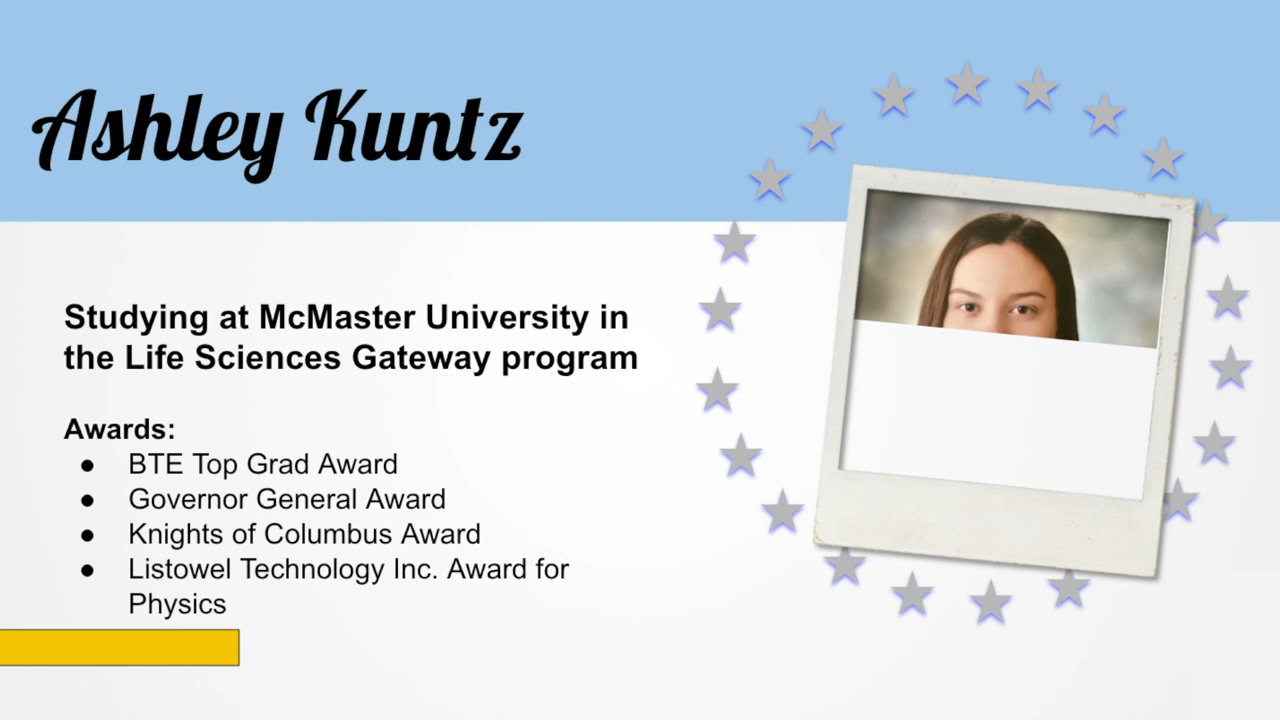 Ashley Kuntz
Studying at McMaster University in
the Life Sciences Gateway program
Awards:
● BTE Top Grad Award
● Governor General Award
● Knights of Columbus Award
● Listowel Technology Inc. Award for
Physics